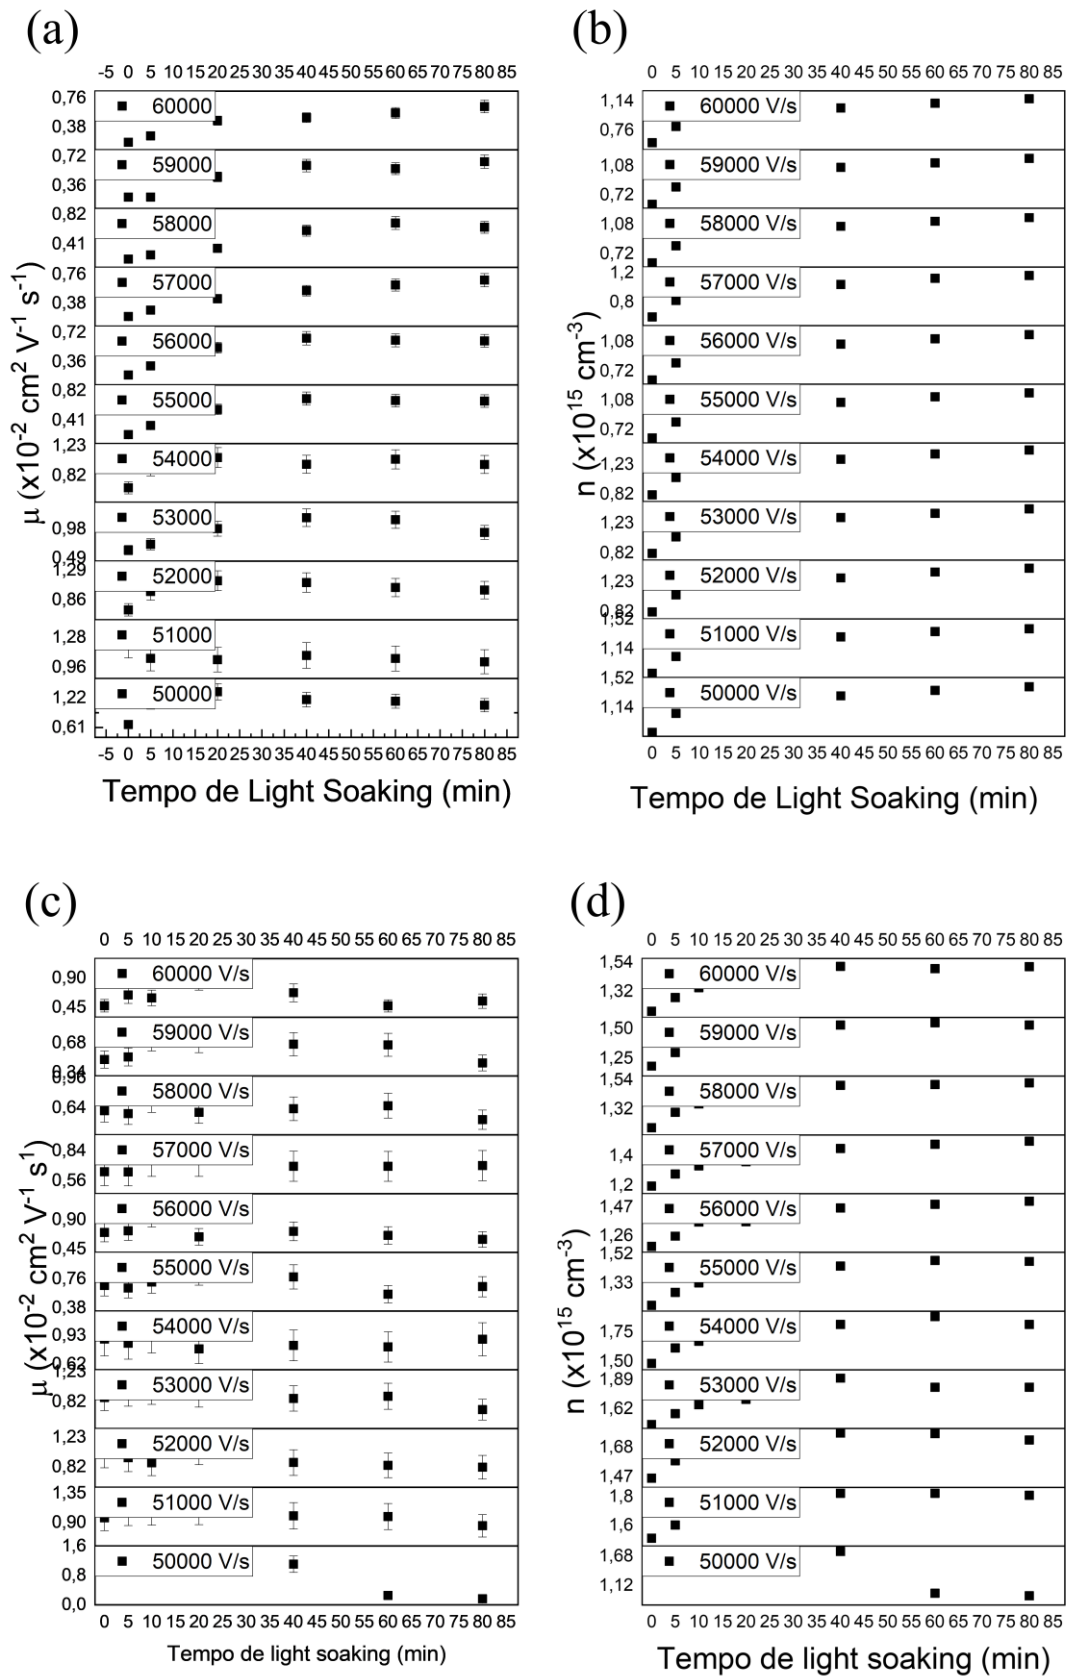 (a)
-5 0 5 10 15 20 25 30 35 40 45 50 55 60 65 70 75 80 85
0,76
0,38
60000
0,72
0,36
59000
0,82
0,41
58000
0,76
0,38
57000
0,72
0,36
56000
0,82
0,41
55000
1,23
0,82
54000
0,98
0,49
53000
1,29
0,86
52000
1,28
0,96
51000
1,22
0,61
50000
μ (x10-2 cm2 V-1 s-1)
-5 0 5 10 15 20 25 30 35 40 45 50 55 60 65 70 75 80 85
Tempo de Light Soaking (min)
(b)
0 5 10 15 20 25 30 35 40 45 50 55 60 65 70 75 80 85
1,14
0,76
60000 V/s
1,08
0,72
59000 V/s
1,08
0,72
58000 V/s
1,2
0,8
57000 V/s
1,08
0,72
56000 V/s
1,08
0,72
55000 V/s
1,23
0,82
54000 V/s
1,23
0,82
53000 V/s
1,23
0,82
52000 V/s
1,52
1,14
51000 V/s
1,52
1,14
50000 V/s
n (x1015 cm-3)
0 5 10 15 20 25 30 35 40 45 50 55 60 65 70 75 80 85
Tempo de Light Soaking (min)
(c)
0 5 10 15 20 25 30 35 40 45 50 55 60 65 70 75 80 85
0,90
0,45
60000 V/s
0,68
0,34
59000 V/s
0,96
0,64
58000 V/s
0,84
0,56
57000 V/s
0,90
0,45
56000 V/s
0,76
0,38
55000 V/s
0,93
0,62
54000 V/s
1,23
0,82
53000 V/s
1,23
0,82
52000 V/s
1,35
0,90
51000 V/s
1,6
0,8
0,0
50000 V/s
μ (x10-2 cm2 V-1 s1)
0 5 10 15 20 25 30 35 40 45 50 55 60 65 70 75 80 85
Tempo de light soaking (min)
(d)
0 5 10 15 20 25 30 35 40 45 50 55 60 65 70 75 80 85
1,54
1,32
60000 V/s
1,50
1,25
59000 V/s
1,54
1,32
58000 V/s
1,4
1,2
57000 V/s
1,47
1,26
56000 V/s
1,52
1,33
55000 V/s
1,75
1,50
54000 V/s
1,89
1,62
53000 V/s
1,68
1,47
52000 V/s
1,8
1,6
51000 V/s
1,68
1,12
50000 V/s
n (x1015 cm-3)
0 5 10 15 20 25 30 35 40 45 50 55 60 65 70 75 80 85
Tempo de light soaking (min)